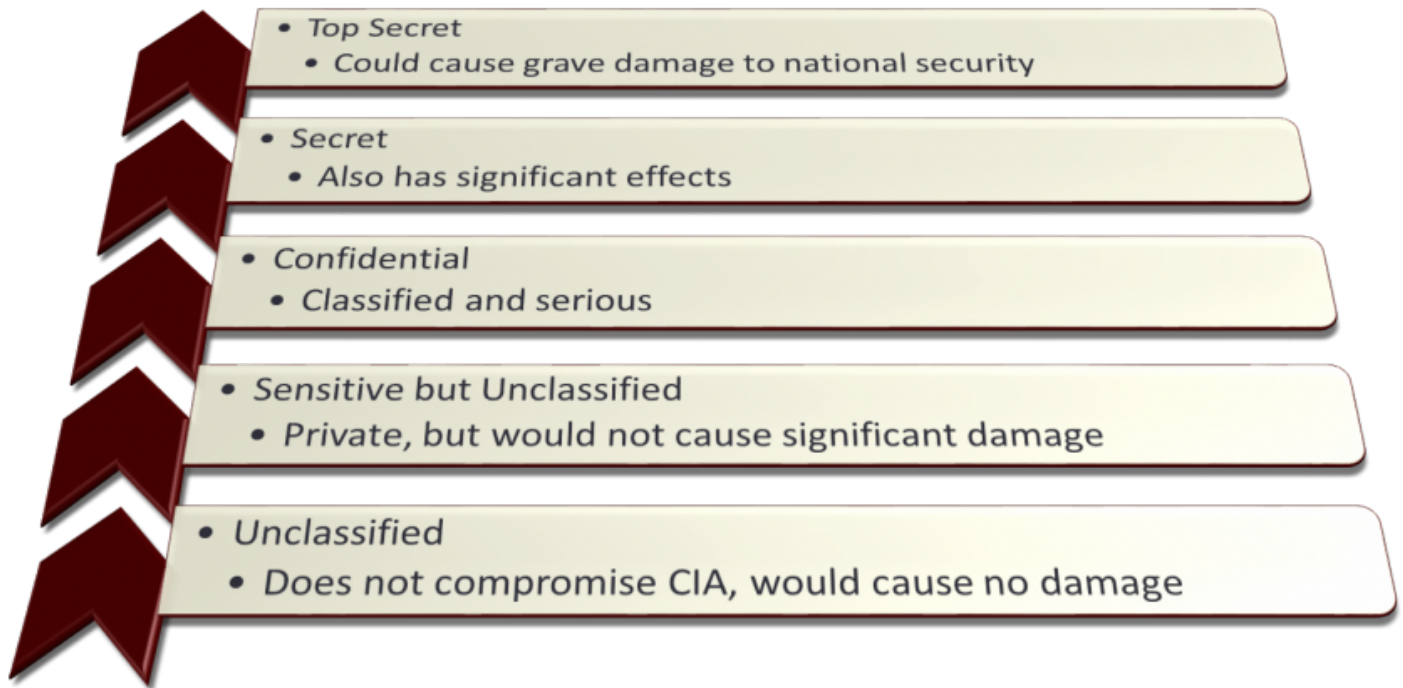 • Top Secret
• Could cause grave damage to national security
• Secret
• Also has significant effects
• Confidential
• Classified and serious
• Sensitive but Unclassified
• Private, but would not cause significant damage
• Unclassified
• Does not compromise CIA, would cause no damage